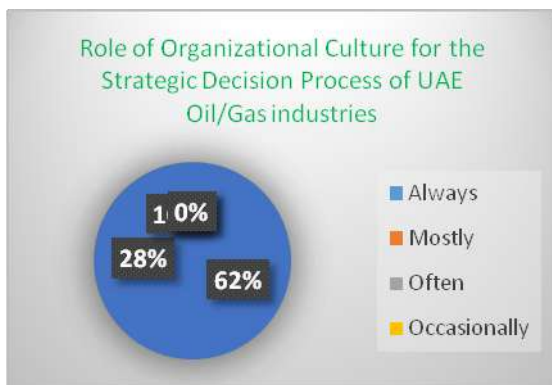 Role of Organizational Culture for the
Strategic Decision Process of UAE
Oil/Gas industries
0%
28%
62%
Always
Mostly
Often
Occasionally